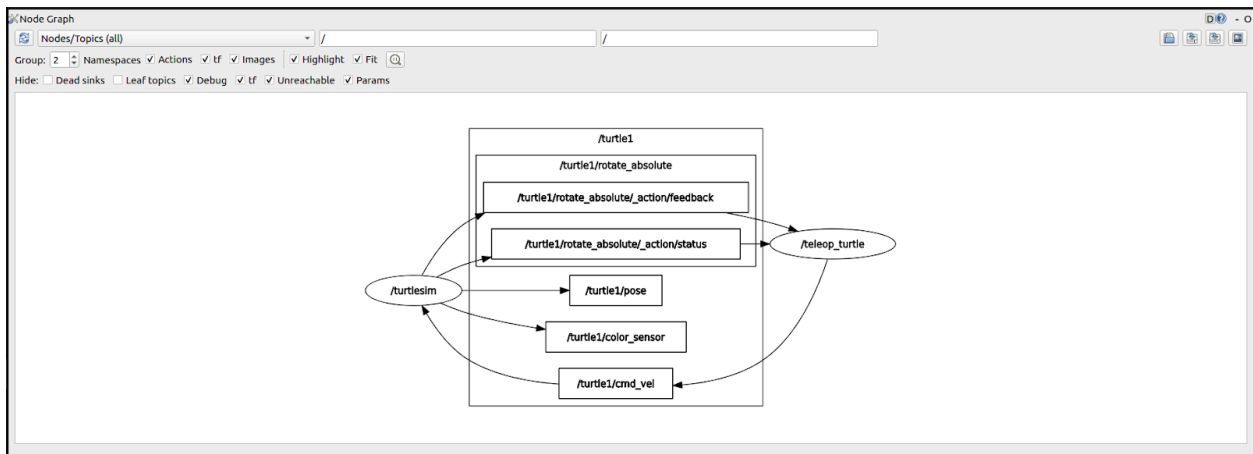 Node Graph
D - O
Nodes/Topics (all) / /
Group: 2 Namespaces Actions tf Images Highlight Fit
Hide: Dead sinks Leaf topics Debug tf Unreachable Params
/turtle1
/turtle1/rotate_absolute
/turtle1/rotate_absolute/_action/feedback
/turtle1/rotate_absolute/_action/status
/teleop_turtle
/turtlesim
/turtle1/pose
/turtle1/color_sensor
/turtle1/cmd_vel